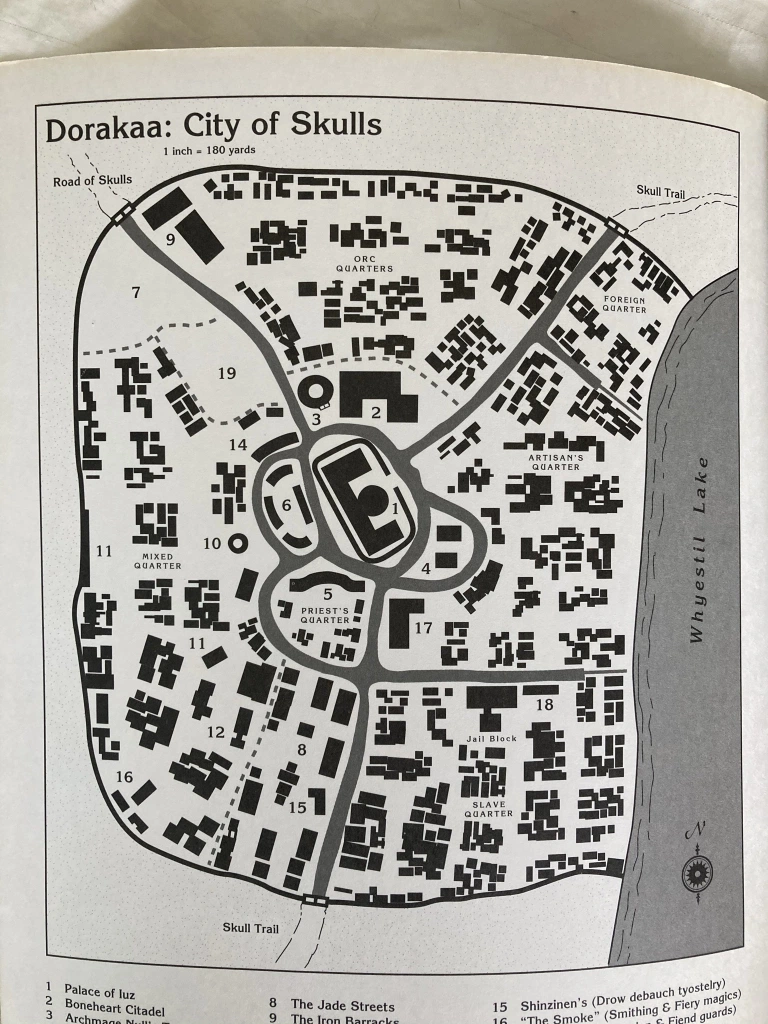 Dorakaa: City of Skulls
1 inch = 180 yards
Road of Skulls
Skull Trail
9
ORC
QUARTERS
7
FOREIGN
QUARTER
19
3
2
14
ARTISAN'S
QUARTER
6
1
10
11
MIXED
QUARTER
4
5
PRIEST'S
QUARTER
17
11
Whyestil Lake
18
12
8
Jail Block
16
15
SLAVE
QUARTER
N
Skull Trail
1 Palace of Iuz
2 Boneheart Citadel
3 Archmage
8 The Jade Streets
9 The Iron Barracks
15 Shinzinen's (Drow debauch tyostelry)
16 "The Smoke" (Smithing & Fiery magics)
& Fiend guards)